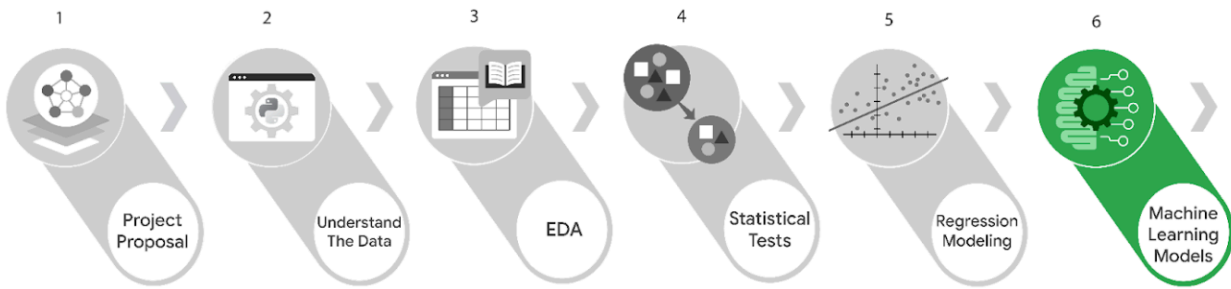 1
2
3
4
5
6
Project
Proposal
Understand
The Data
EDA
Statistical
Tests
Regression
Modeling
Machine
Learning
Models